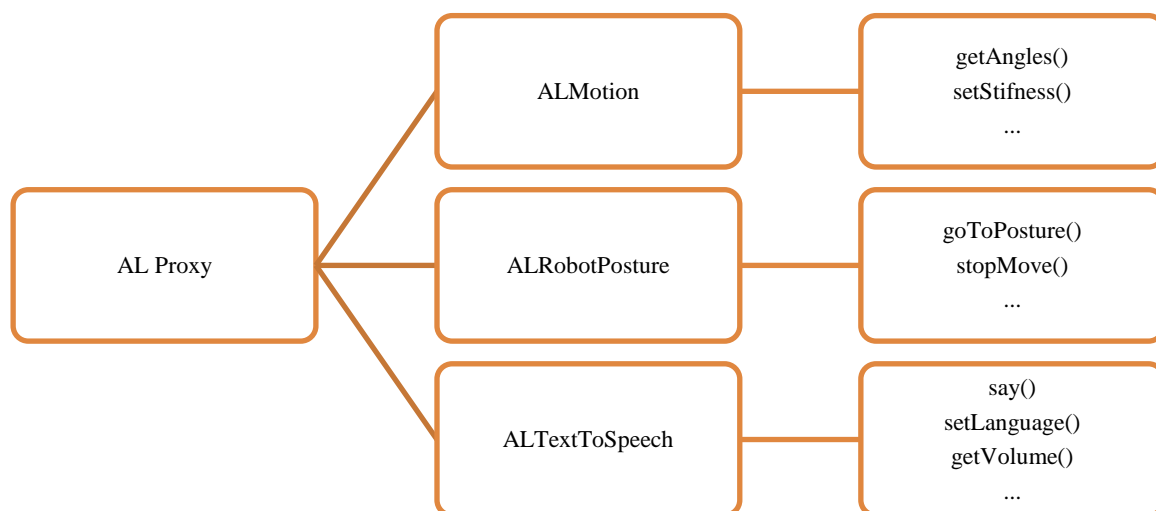 ALMotion
getAngles()
setStifness()
...
AL Proxy
ALRobotPosture
goToPosture()
stopMove()
...
ALTextToSpeech
say()
setLanguage()
getVolume()
...